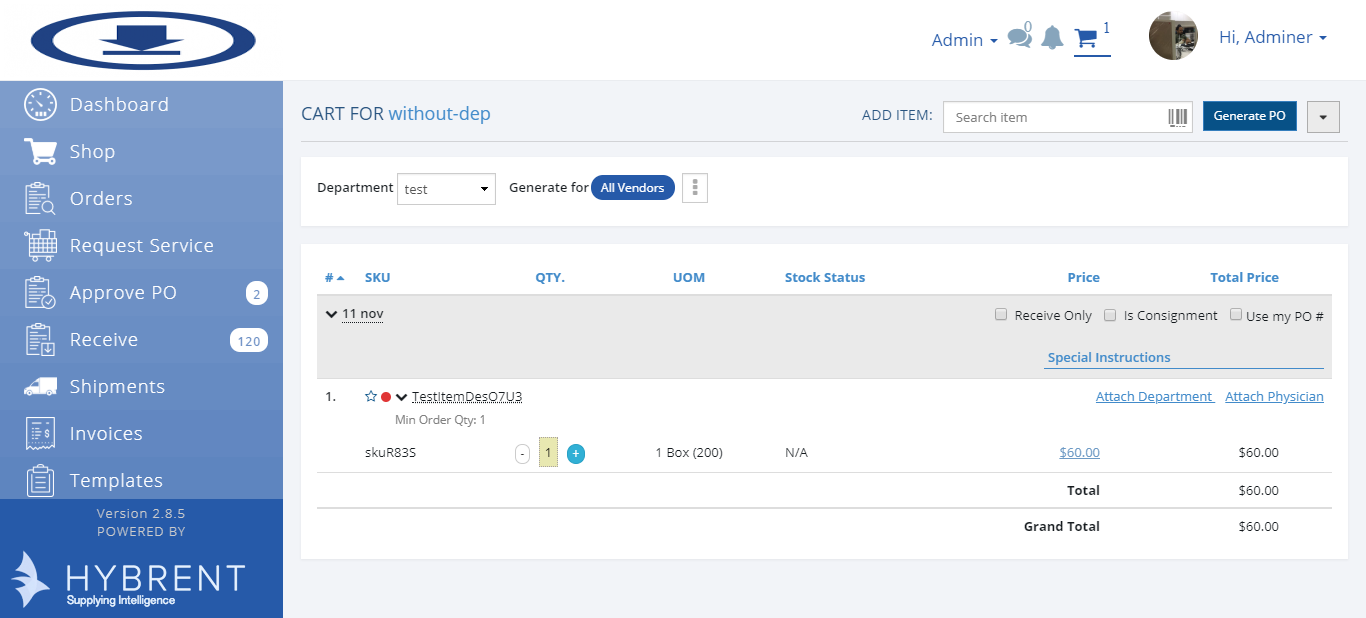 Admin
0
1
Hi, Adminer
Dashboard
Shop
Orders
Request Service
Approve PO 2
Receive 120
Shipments
Invoices
Templates
Version 2.8.5
POWERED BY
HYBRENT
Supplying Intelligence
CART FOR without-dep
ADD ITEM: Search item Generate PO
Department test Generate for All Vendors
# SKU QTY. UOM Stock Status Price Total Price
11 nov Receive Only Is Consignment Use my PO #
Special Instructions
1. TestItemDesO7U3 Attach Department Attach Physician
Min Order Qty: 1
skuR83S - 1 + 1 Box (200) N/A $60.00 $60.00
Total $60.00
Grand Total $60.00